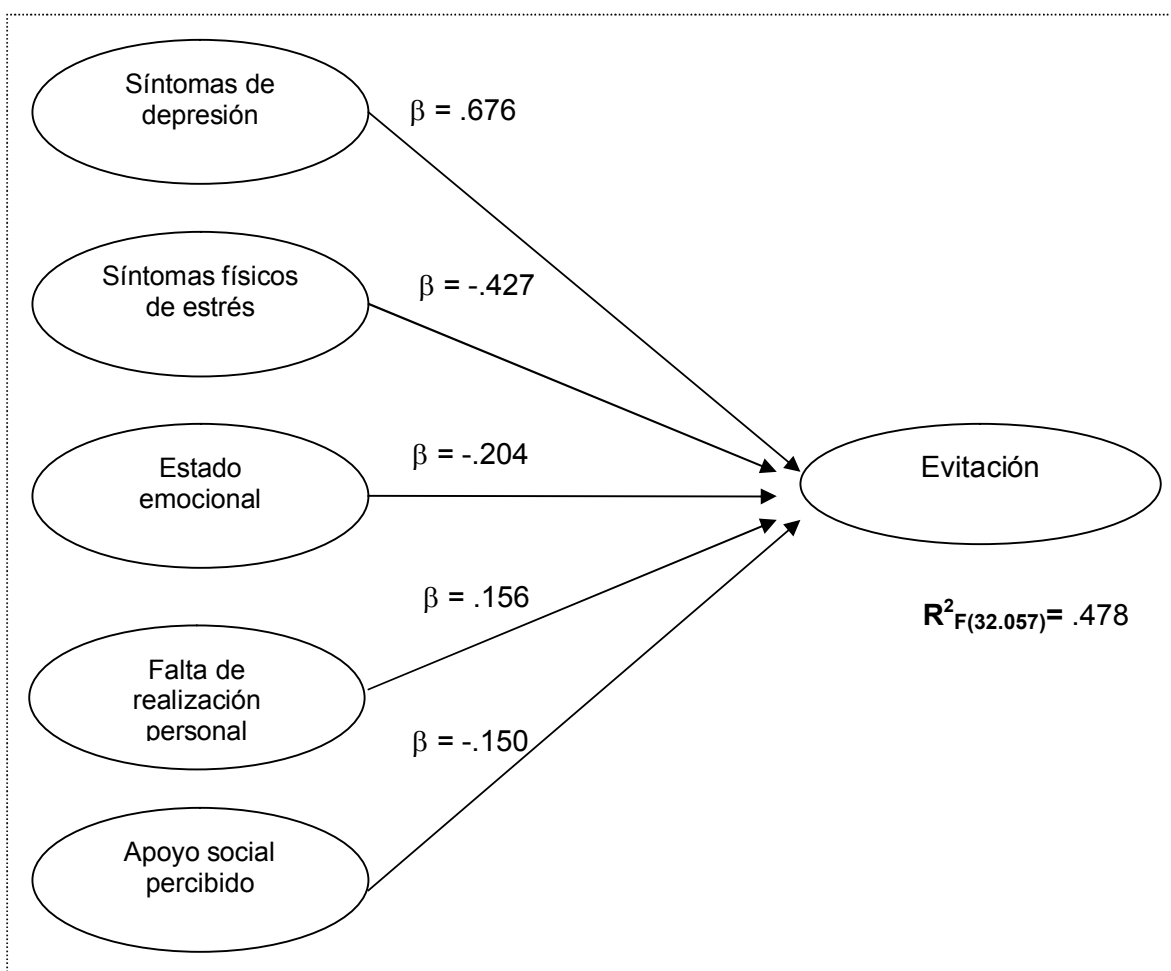 Síntomas de
depresión
β = .676
Síntomas físicos
de estrés
β = -.427
Estado
emocional
β = -.204
Evitación
R²F(32.057)= .478
Falta de
realización
personal
β = .156
Apoyo social
percibido
β = -.150